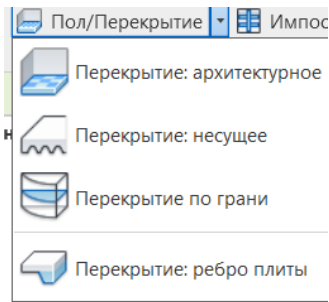 Пол/Перекрытие Импос
Перекрытие: архитектурное
н
Перекрытие: несущее
Перекрытие по грани
Перекрытие: ребро плиты